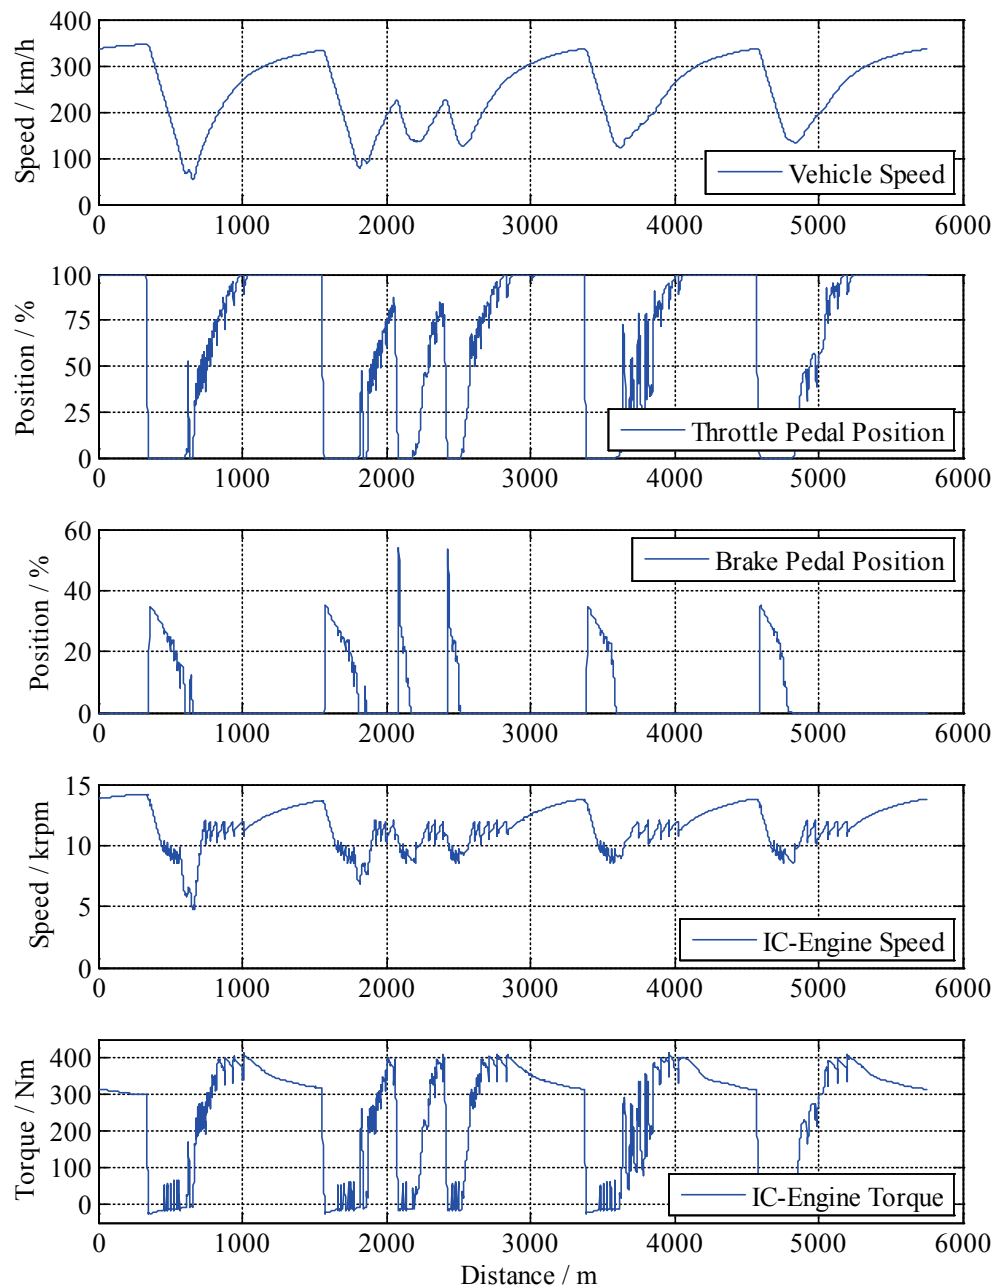 400
300
200
100
0
Speed / km/h
Vehicle Speed
0 1000 2000 3000 4000 5000 6000
100
75
50
25
0
Position / %
Throttle Pedal Position
0 1000 2000 3000 4000 5000 6000
60
40
20
0
Position / %
Brake Pedal Position
0 1000 2000 3000 4000 5000 6000
15
10
5
0
Speed / krpm
IC-Engine Speed
0 1000 2000 3000 4000 5000 6000
400
300
200
100
0
Torque / Nm
IC-Engine Torque
0 1000 2000 3000 4000 5000 6000
Distance / m